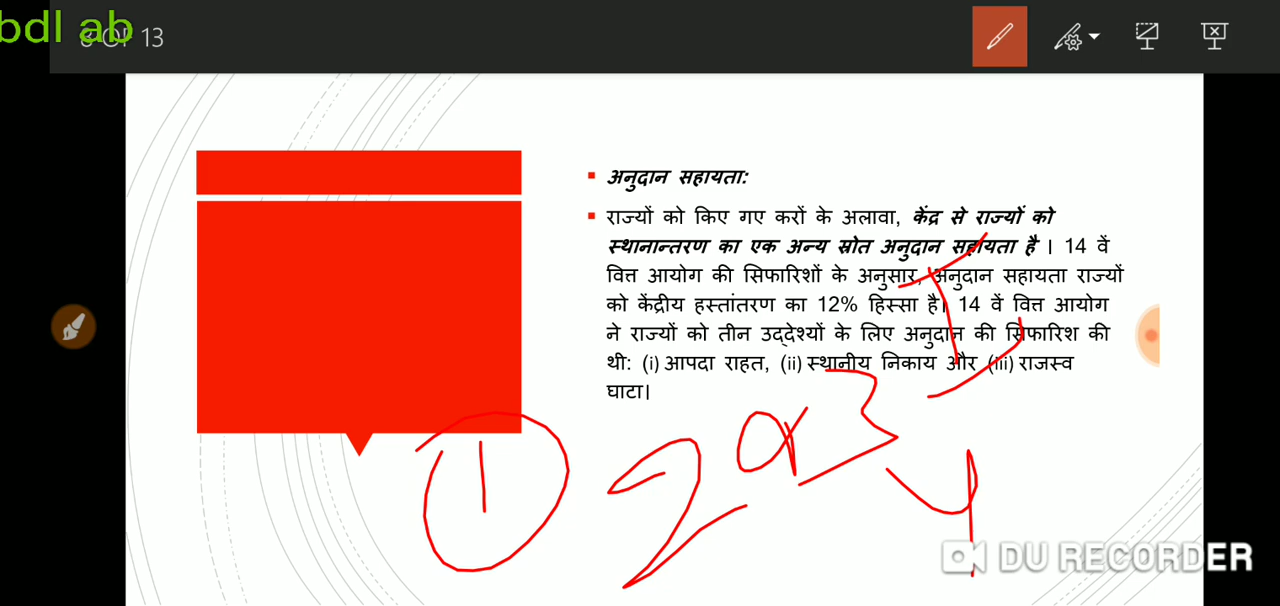 bdl ab
6 OF 13
अनुदान सहायता:
राज्यों को किए गए करों के अलावा, केंद्र से राज्यों को
स्थानान्तरण का एक अन्य स्रोत अनुदान सहायता है । 14 वें
वित्त आयोग की सिफारिशों के अनुसार, अनुदान सहायता राज्यों
को केंद्रीय हस्तांतरण का 12% हिस्सा है। 14 वें वित्त आयोग
ने राज्यों को तीन उद्देश्यों के लिए अनुदान की सिफारिश की
थी: (i) आपदा राहत, (ii) स्थानीय निकाय और (iii) राजस्व
घाटा।
1 2 a 3 4 5
DU RECORDER